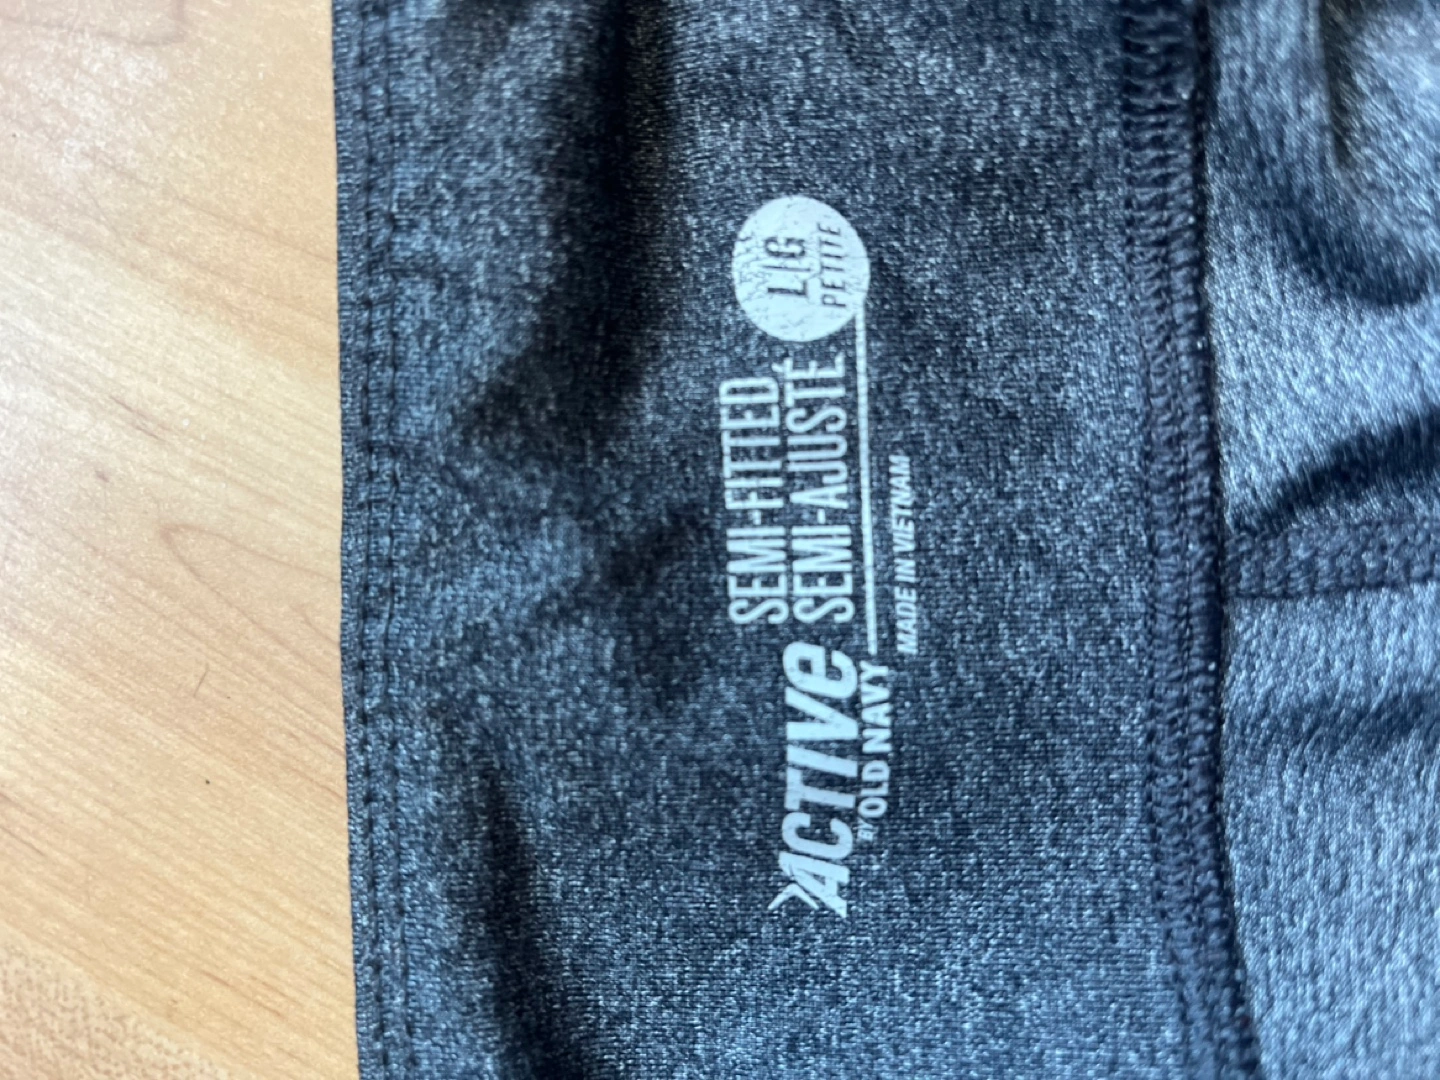 ACTIVe
BY OLD NAVY
SEMI-FITTED
SEMI-AJUSTÉ
L|G
PETITE
MADE IN VIETNAM